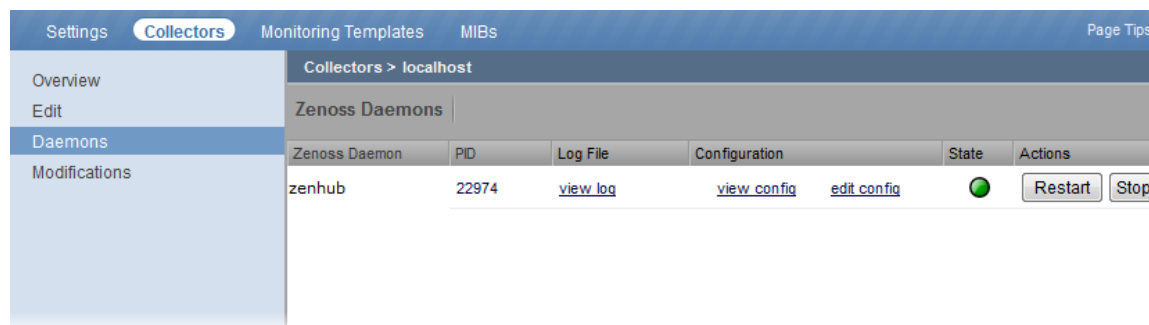 Settings Collectors Monitoring Templates MIBs Page Tips
Collectors > localhost
Overview
Edit
Daemons
Modifications
Zenoss Daemons
Zenoss Daemon PID Log File Configuration State Actions
zenhub 22974 view log view config edit config Restart Stop